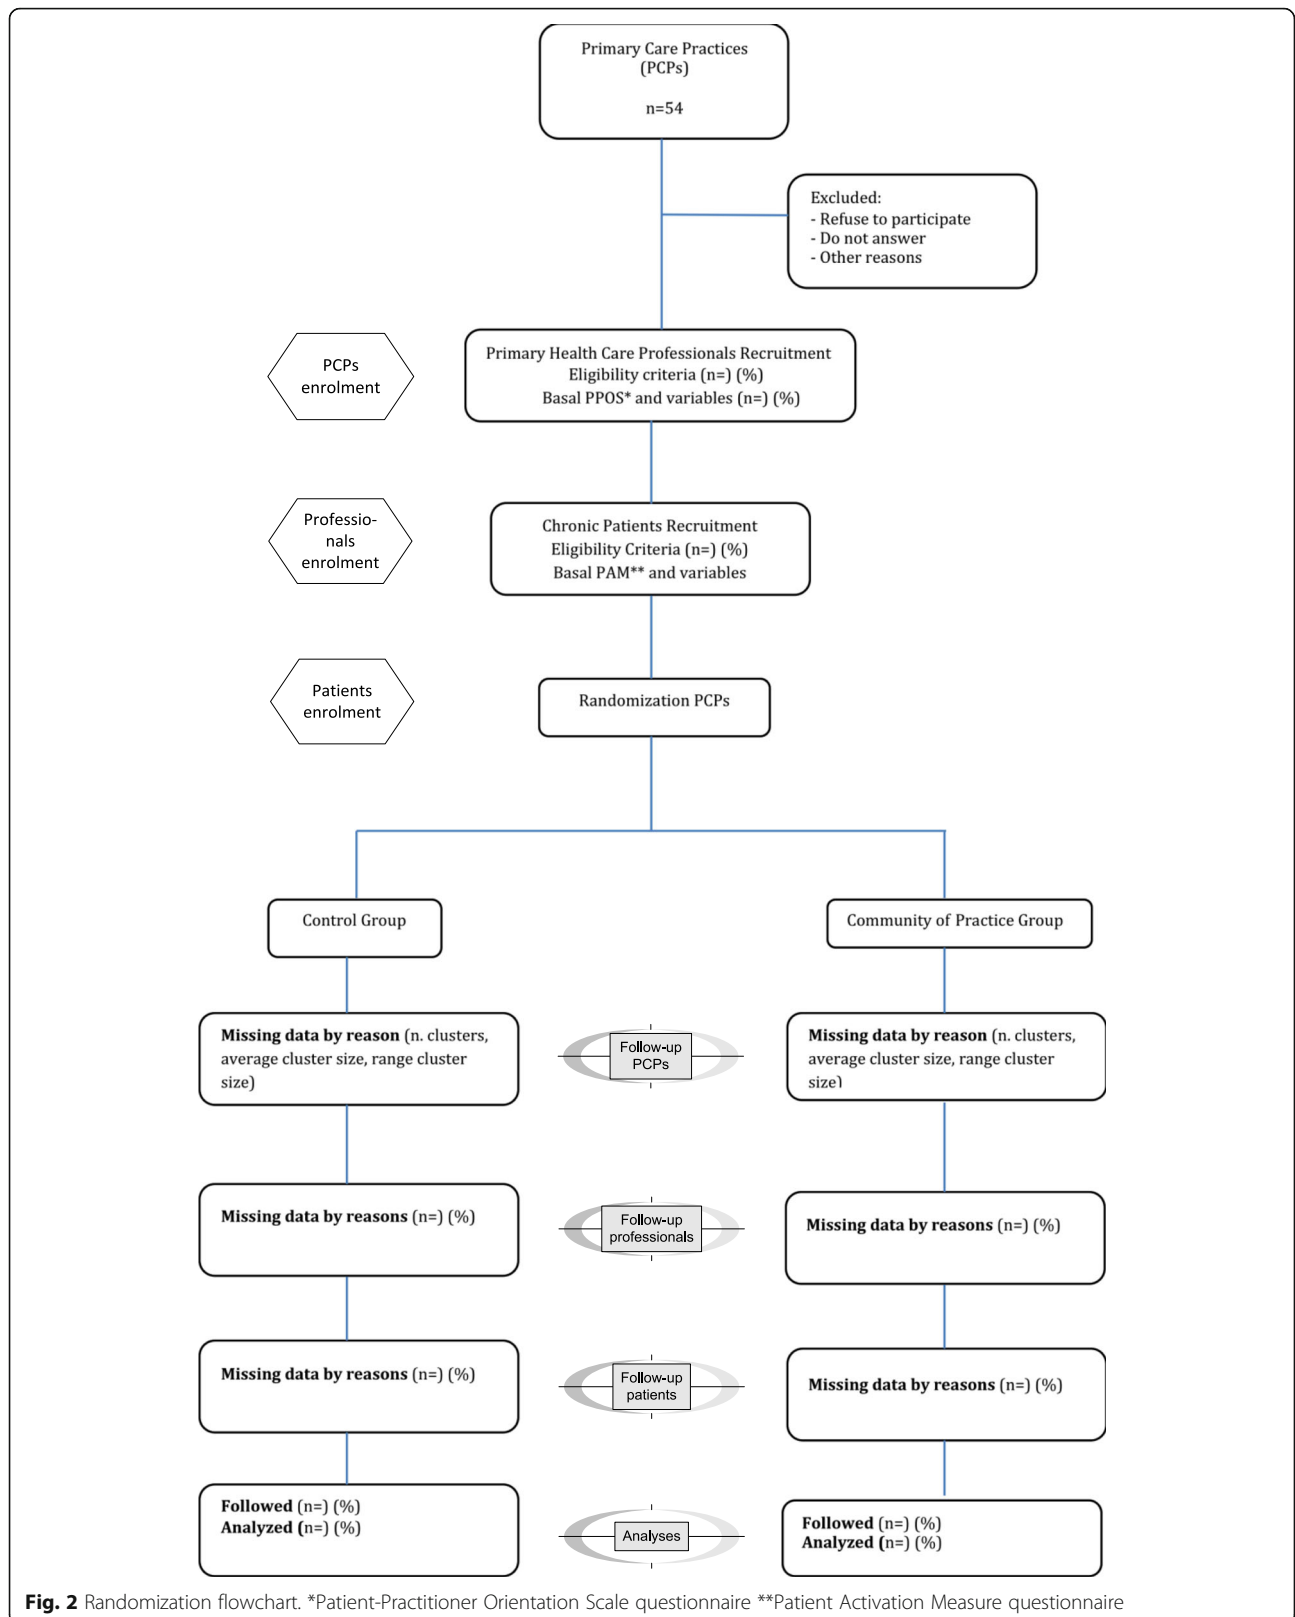 Primary Care Practices
(PCPs)
n=54
Excluded:
- Refuse to participate
- Do not answer
- Other reasons
PCPs
enrolment
Primary Health Care Professionals Recruitment
Eligibility criteria (n=) (%)
Basal PPOS* and variables (n=) (%)
Professio-
nals
enrolment
Chronic Patients Recruitment
Eligibility Criteria (n=) (%)
Basal PAM** and variables
Patients
enrolment
Randomization PCPs
Control Group
Community of Practice Group
Missing data by reason (n. clusters,
average cluster size, range cluster
size)
Follow-up
PCPs
Missing data by reason (n. clusters,
average cluster size, range cluster
size)
Missing data by reasons (n=) (%)
Follow-up
professionals
Missing data by reasons (n=) (%)
Missing data by reasons (n=) (%)
Follow-up
patients
Missing data by reasons (n=) (%)
Followed (n=) (%)
Analyzed (n=) (%)
Analyses
Followed (n=) (%)
Analyzed (n=) (%)
Fig. 2 Randomization flowchart. *Patient-Practitioner Orientation Scale questionnaire **Patient Activation Measure questionnaire